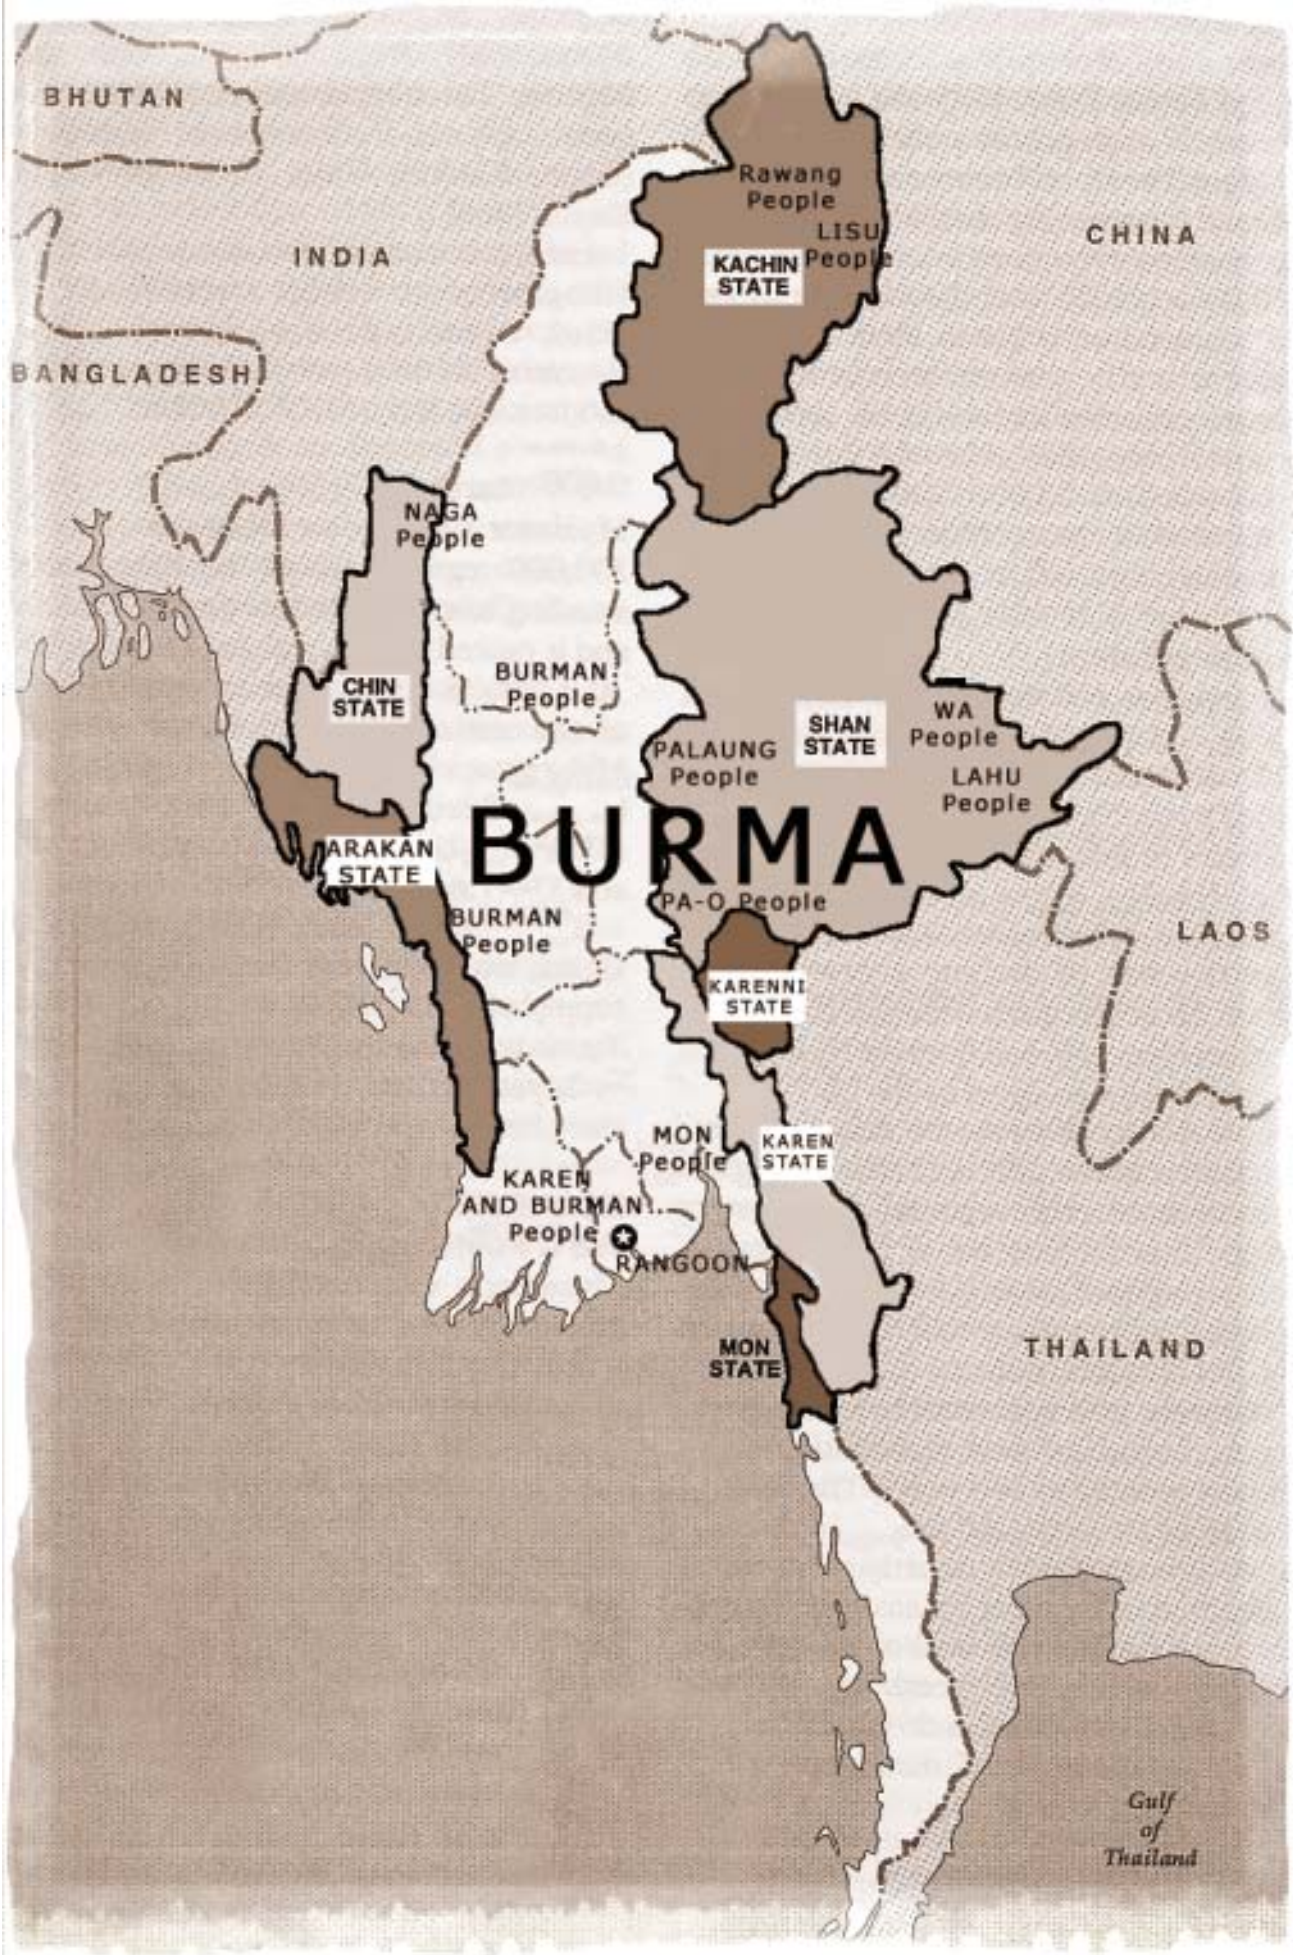 BHUTAN
Rawang
People
CHINA
LISU
People
INDIA
KACHIN
STATE
BANGLADESH
NAGA
People
BURMAN
People
CHIN
STATE
WA
People
SHAN
STATE
PALAUNG
People
LAHU
People
BURMA
ARAKAN
STATE
PA-O People
BURMAN
People
LAOS
KARENNI
STATE
MON
People
KAREN
STATE
KAREN
AND BURMAN
People
RANGOON
MON
STATE
THAILAND
Gulf
of
Thailand